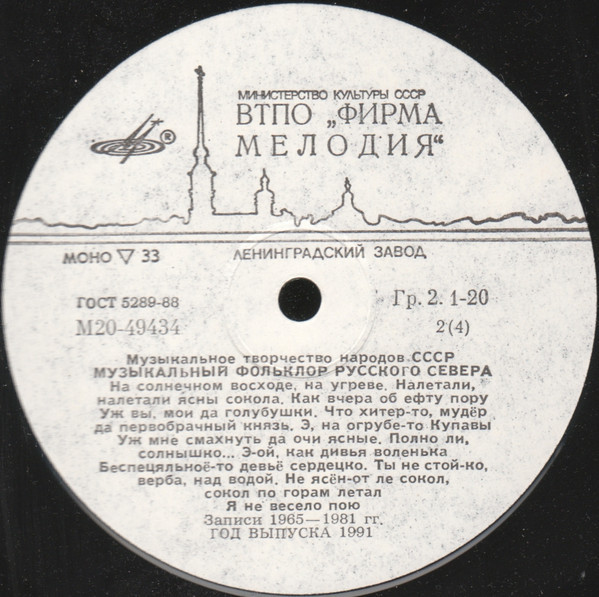 МИНИСТЕРСТВО КУЛЬТУРЫ СССР
ВТПО „ФИРМА
МЕЛОДИЯ“
®
МОНО ▽ 33
ЛЕНИНГРАДСКИЙ ЗАВОД
ГОСТ 5289-88
Гр. 2. 1-20
М20-49434
2(4)
Музыкальное творчество народов СССР
МУЗЫКАЛЬНЫЙ ФОЛЬКЛОР РУССКОГО СЕВЕРА
На солнечном восходе, на угреве. Налетали,
налетали ясны сокола. Как вчера об ефту пору
Уж вы, мои да голубушки. Что хитер-то, мудёр
да первобрачный князь. Э, на огрубе-то Купавы
Уж мне смахнуть да очи ясные. Полно ли,
солнышко... Э-ой, как дивья воленька
Беспецяльноё-то девьё сердецко. Ты не стой-ко,
верба, над водой. Не ясён-от ле сокол,
сокол по горам летал
Я не весело пою
Записи 1965—1981 гг.
ГОД ВЫПУСКА 1991